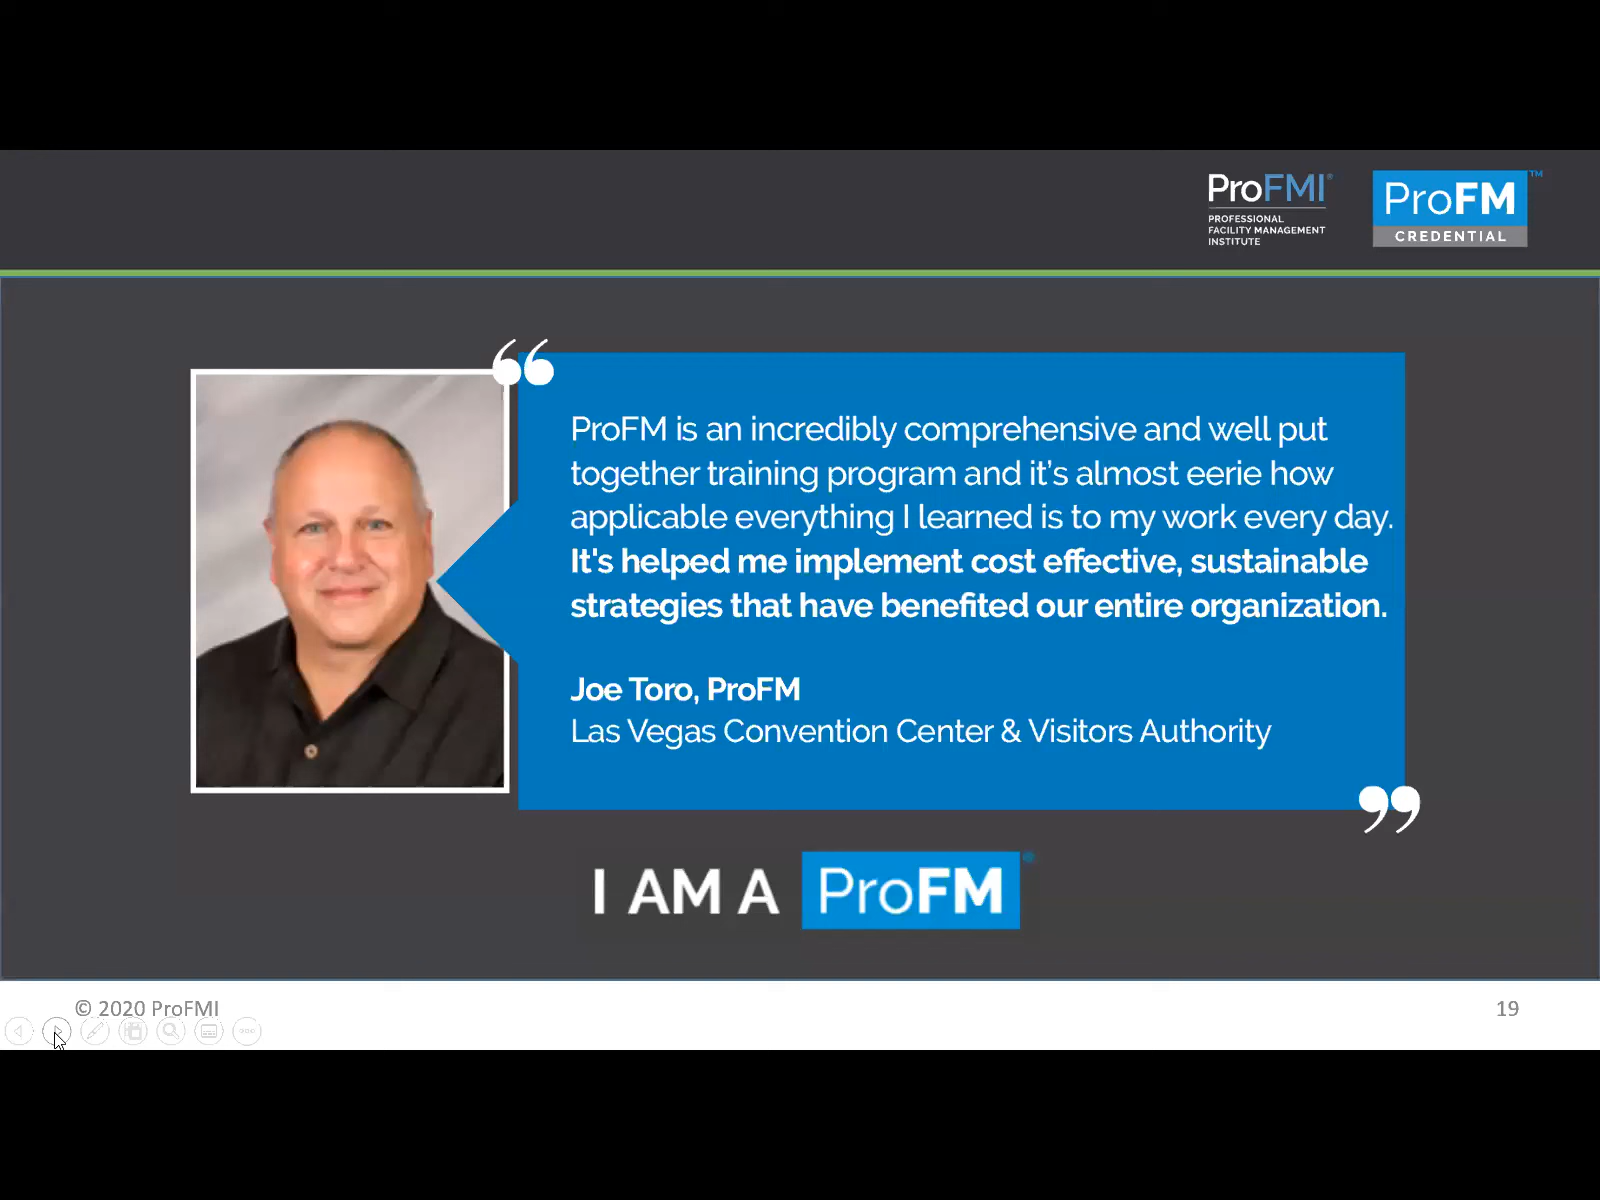 ProFMI®
PROFESSIONAL
FACILITY MANAGEMENT
INSTITUTE
ProFM™
CREDENTIAL
“
ProFM is an incredibly comprehensive and well put
together training program and it’s almost eerie how
applicable everything I learned is to my work every day.
It's helped me implement cost effective, sustainable
strategies that have benefited our entire organization.
Joe Toro, ProFM
Las Vegas Convention Center & Visitors Authority
”
I AM A ProFM®
© 2020 ProFMI
19